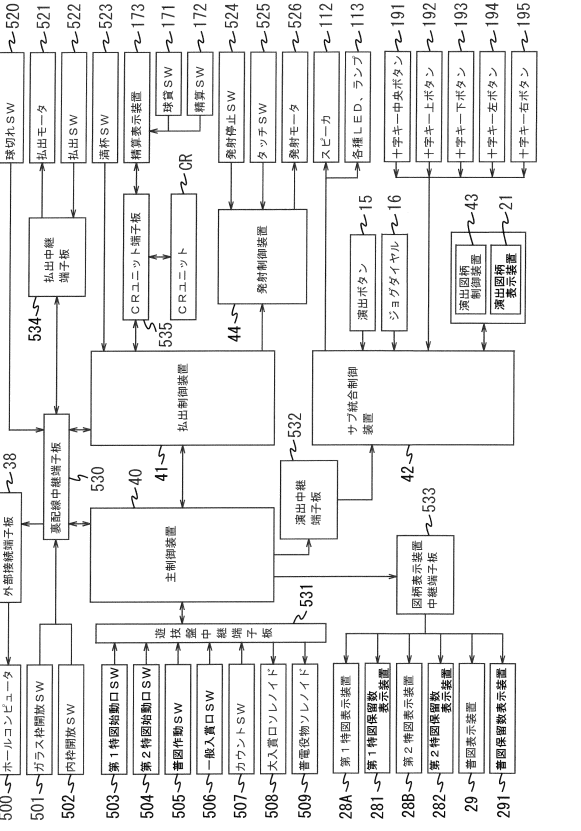 520
521
522
523
173
171
172
524
525
526
112
113
191
192
193
194
195
球切れSW
払出モータ
払出SW
満杯SW
精算表示装置
球貸SW
精算SW
発射停止SW
タッチSW
発射モータ
スピーカ
各種LED、ランプ
十字キー中央ボタン
十字キー上ボタン
十字キー下ボタン
十字キー左ボタン
十字キー右ボタン
払出中継
端子板
534
CRユニット端子板
535
CRユニット
CR
発射制御装置
44
演出ボタン
15
ジョグダイヤル
16
演出図柄
制御装置
43
演出図柄
表示装置
21
外部接続端子板
38
裏配線中継端子板
530
払出制御装置
41
主制御装置
40
演出中継
端子板
532
サブ統合制御
装置
42
遊技盤中継端子板
531
図柄表示装置
中継端子板
533
500
ホールコンピュータ
501
ガラス枠開放SW
502
内枠開放SW
503
第1特図始動口SW
504
第2特図始動口SW
505
普図作動SW
506
一般入賞口SW
507
カウントSW
508
大入賞口ソレノイド
509
普電役物ソレノイド
28A
第1特図表示装置
281
第1特図保留数
表示装置
28B
第2特図表示装置
282
第2特図保留数
表示装置
29
普図表示装置
291
普図保留数表示装置